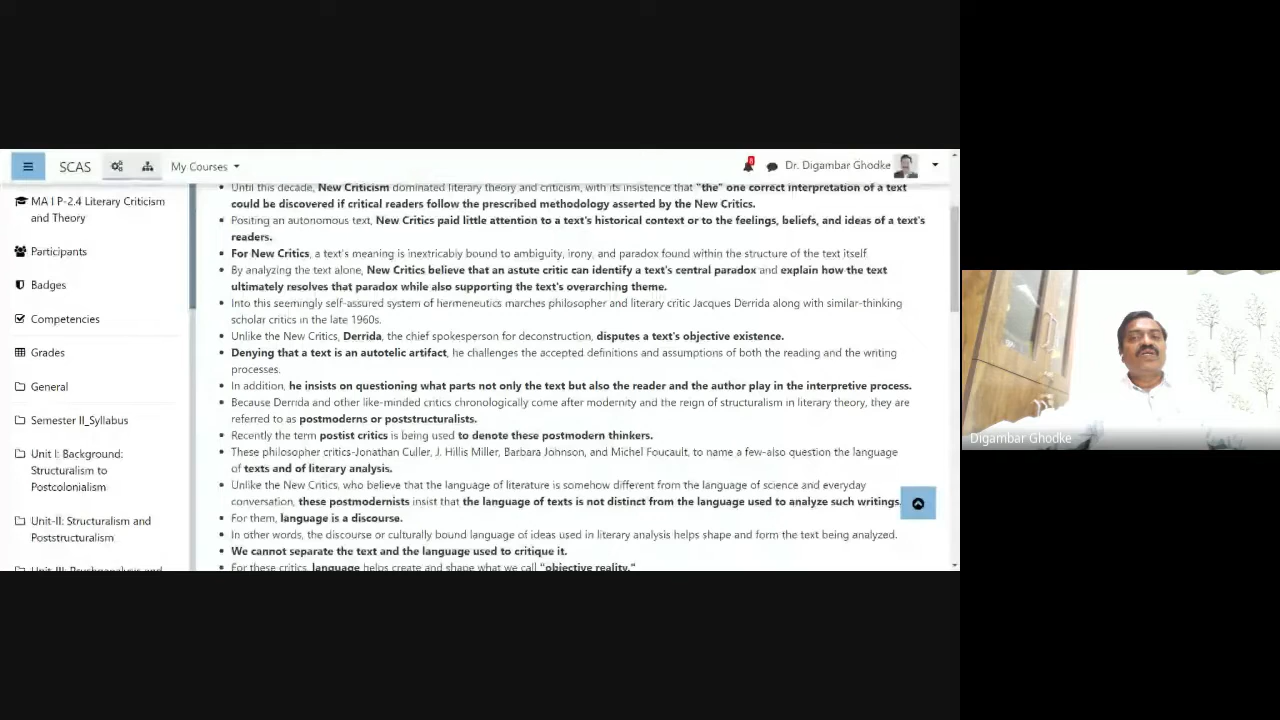 SCAS
My Courses
8
Dr. Digambar Ghodke
MA I P-2.4 Literary Criticism
and Theory
Participants
Badges
Competencies
Grades
General
Semester II_Syllabus
Unit I: Background:
Structuralism to
Postcolonialism
Unit-II: Structuralism and
Poststructuralism
Unit-III: Psychoanalysis and
Until this decade, New Criticism dominated literary theory and criticism, with its insistence that "the" one correct interpretation of a text
could be discovered if critical readers follow the prescribed methodology asserted by the New Critics.
Positing an autonomous text, New Critics paid little attention to a text's historical context or to the feelings, beliefs, and ideas of a text's
readers.
For New Critics, a text's meaning is inextricably bound to ambiguity, irony, and paradox found within the structure of the text itself.
By analyzing the text alone, New Critics believe that an astute critic can identify a text's central paradox and explain how the text
ultimately resolves that paradox while also supporting the text's overarching theme.
Into this seemingly self-assured system of hermeneutics marches philosopher and literary critic Jacques Derrida along with similar-thinking
scholar critics in the late 1960s.
Unlike the New Critics, Derrida, the chief spokesperson for deconstruction, disputes a text's objective existence.
Denying that a text is an autotelic artifact, he challenges the accepted definitions and assumptions of both the reading and the writing
processes.
In addition, he insists on questioning what parts not only the text but also the reader and the author play in the interpretive process.
Because Derrida and other like-minded critics chronologically come after modernity and the reign of structuralism in literary theory, they are
referred to as postmoderns or poststructuralists.
Recently the term postist critics is being used to denote these postmodern thinkers.
These philosopher critics-Jonathan Culler, J. Hillis Miller, Barbara Johnson, and Michel Foucault, to name a few-also question the language
of texts and of literary analysis.
Unlike the New Critics, who believe that the language of literature is somehow different from the language of science and everyday
conversation, these postmodernists insist that the language of texts is not distinct from the language used to analyze such writings.
For them, language is a discourse.
In other words, the discourse or culturally bound language of ideas used in literary analysis helps shape and form the text being analyzed.
We cannot separate the text and the language used to critique it.
For these critics, language helps create and shape what we call "objective reality."
Digambar Ghodke